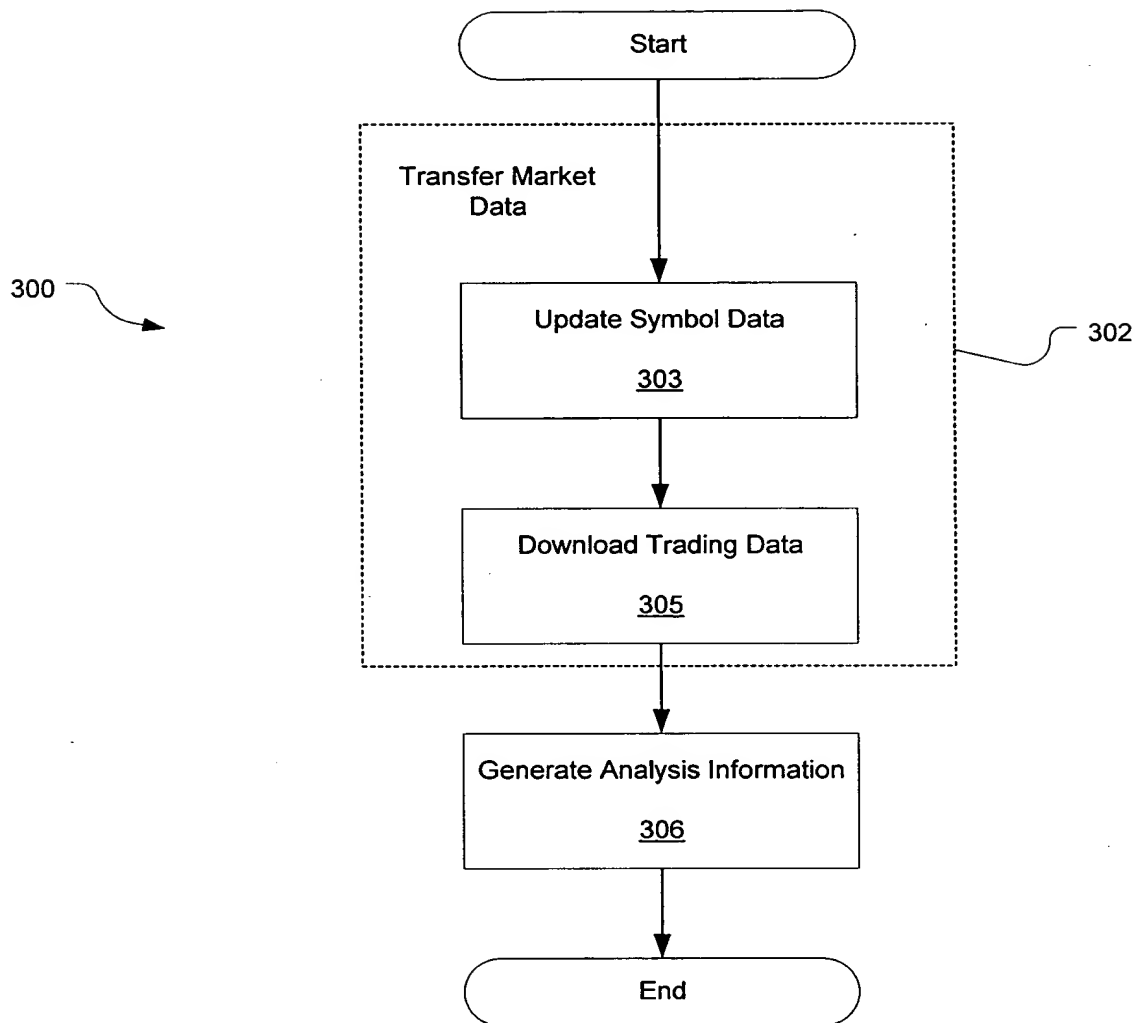 Start
Transfer Market
Data
300
Update Symbol Data
303
302
Download Trading Data
305
Generate Analysis Information
306
End